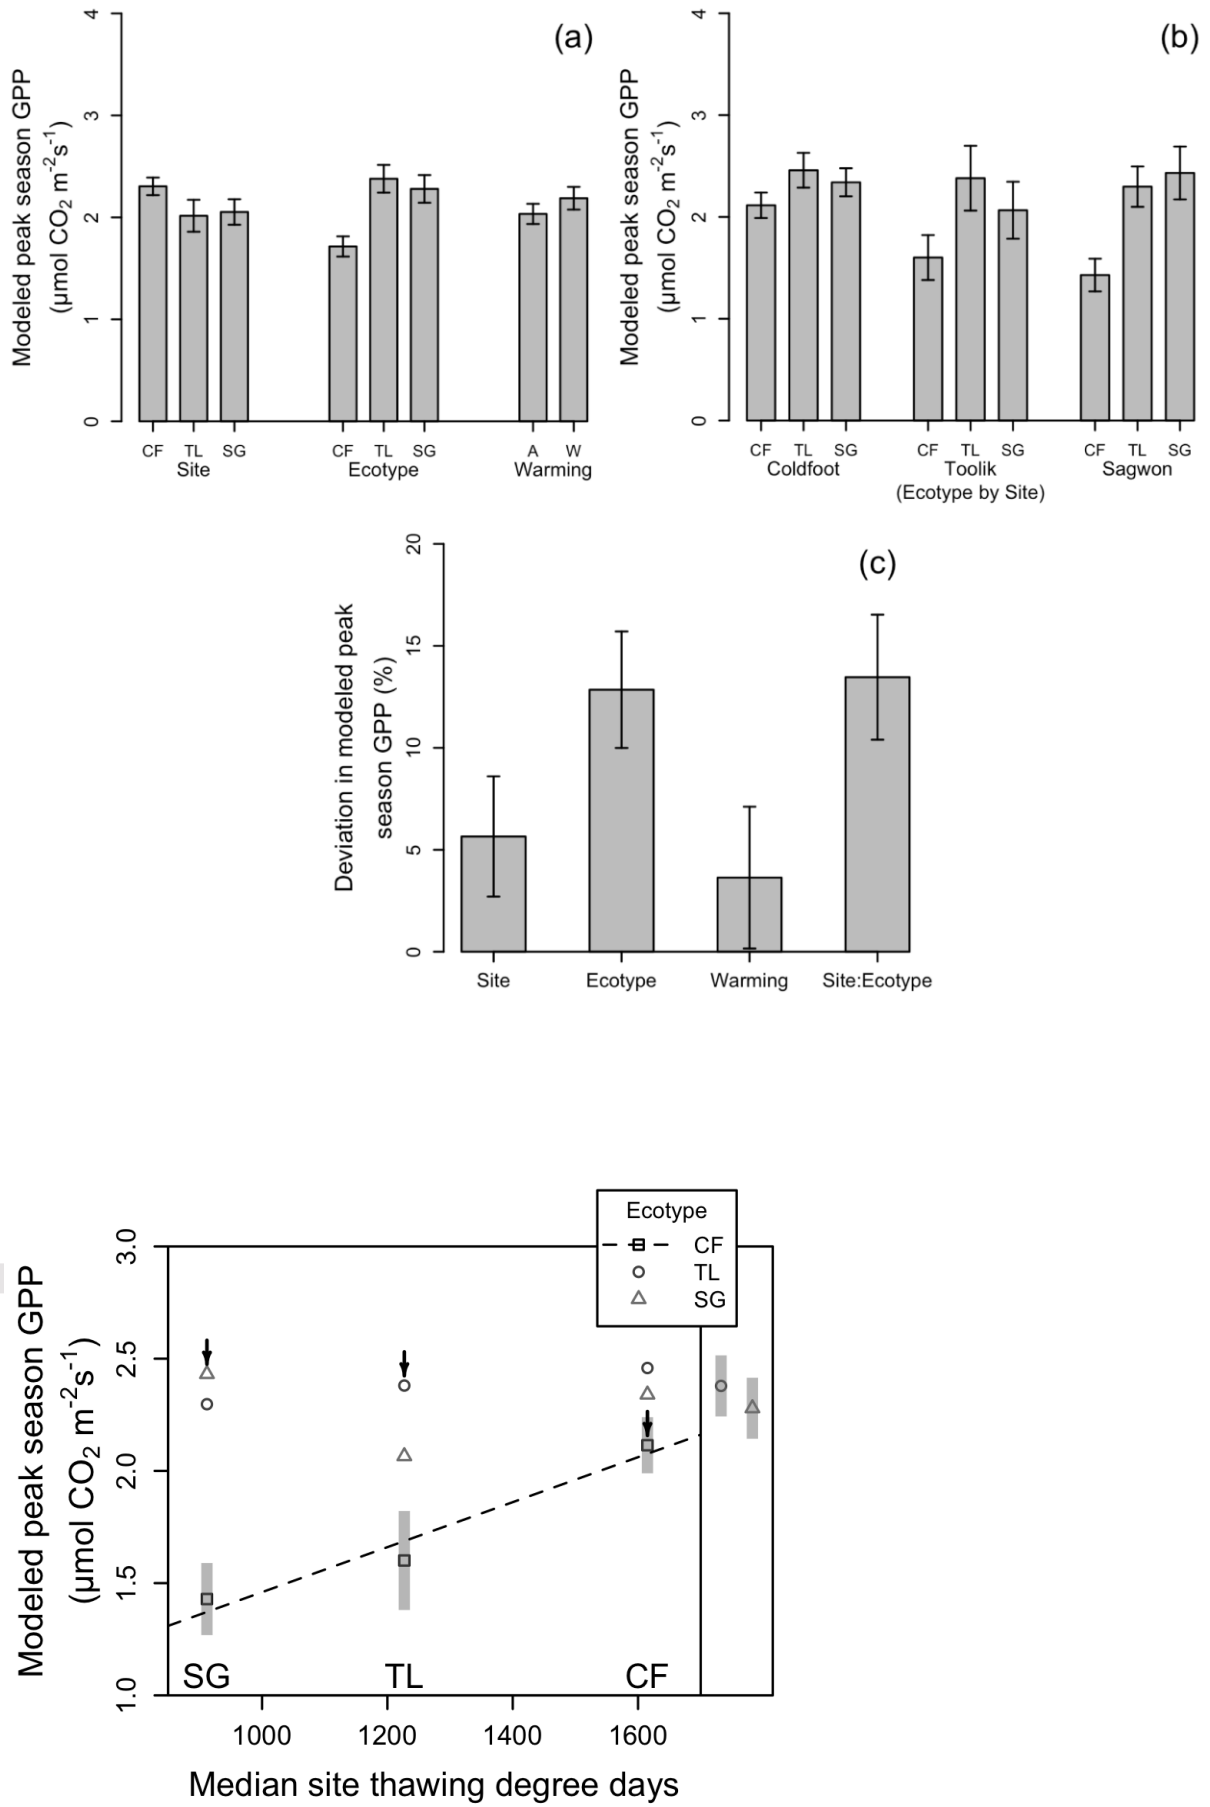 (a)
Modeled peak season GPP
(μmol CO2 m-2s-1)
4
3
2
1
0
CF TL SG CF TL SG A W
Site Ecotype Warming
(b)
Modeled peak season GPP
(μmol CO2 m-2s-1)
4
3
2
1
0
CF TL SG CF TL SG CF TL SG
Coldfoot Toolik Sagwon
(Ecotype by Site)
(c)
Deviation in modeled peak
season GPP (%)
20
15
10
5
0
Site Ecotype Warming Site:Ecotype
Ecotype
CF
TL
SG
Modeled peak season GPP
(μmol CO2 m-2s-1)
3.0
2.5
2.0
1.5
1.0
SG TL CF
1000 1200 1400 1600
Median site thawing degree days